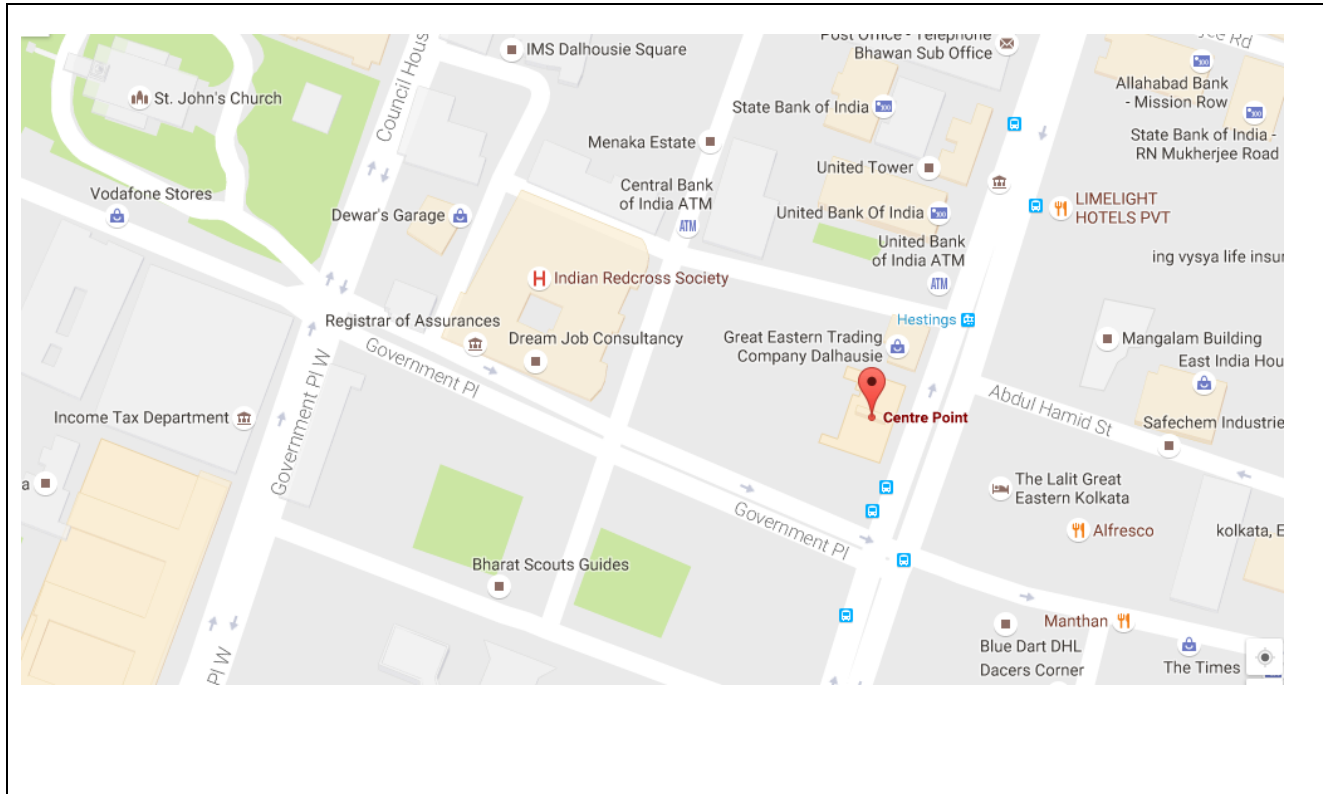 Post Office - Telephone
Bhawan Sub Office
IMS Dalhousie Square
Council Hous
Rd
Allahabad Bank
- Mission Row
St. John's Church
State Bank of India
State Bank of India -
RN Mukherjee Road
Menaka Estate
United Tower
Vodafone Stores
Dewar's Garage
Central Bank
of India ATM
ATM
United Bank Of India
LIMELIGHT
HOTELS PVT
United Bank
of India ATM
ATM
ing vysya life insur
H Indian Redcross Society
Registrar of Assurances
Hestings
Dream Job Consultancy
Great Eastern Trading
Company Dalhausie
Mangalam Building
East India Hou
Government Pl
Government Pl W
Income Tax Department
Centre Point
Abdul Hamid St
Safechem Industrie
a
The Lalit Great
Eastern Kolkata
Government Pl
Alfresco
kolkata, E
Bharat Scouts Guides
Manthan
Blue Dart DHL
Dacers Corner
The Times
Pl W